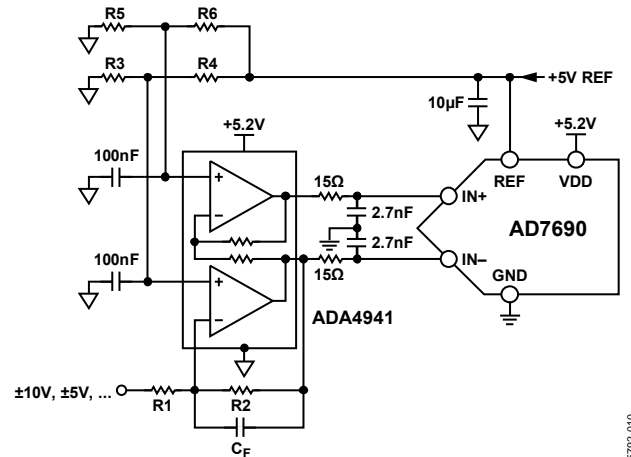 R5
R6
R3
R4
+5V REF
10µF
+5.2V
+5.2V
100nF
REF
VDD
+
15Ω
IN+
–
2.7nF
AD7690
2.7nF
100nF
+
15Ω
IN–
GND
–
ADA4941
±10V, ±5V, ...
R1
R2
CF